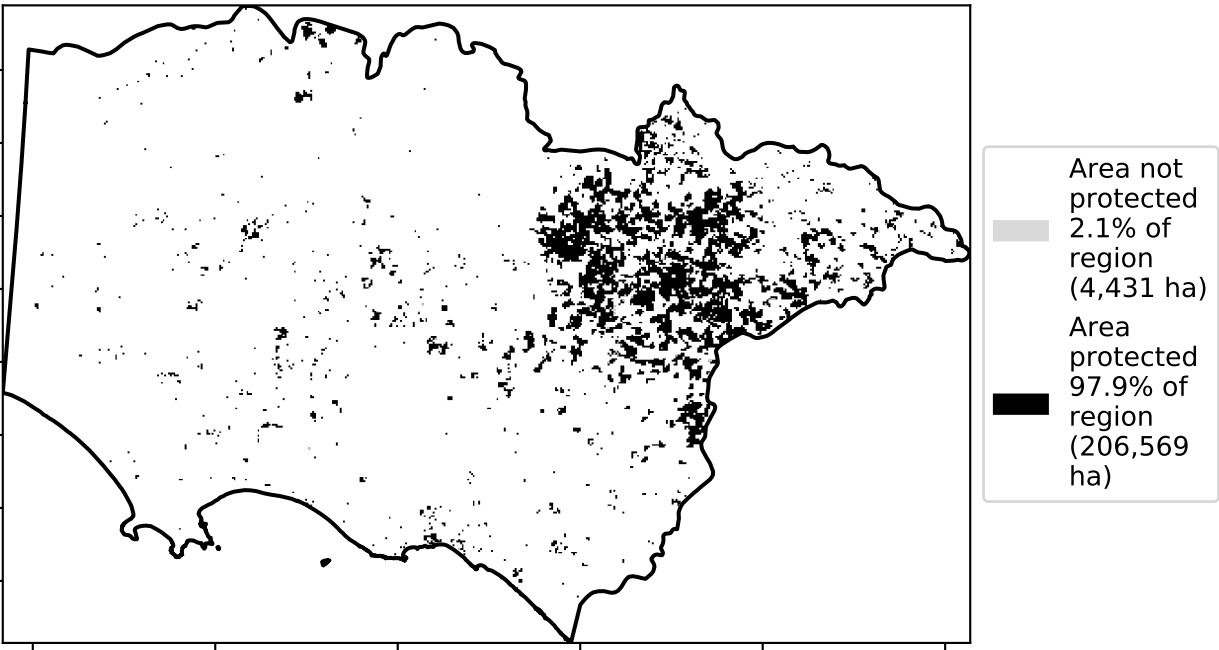 Area not
protected
2.1% of
region
(4,431 ha)
Area
protected
97.9% of
region
(206,569
ha)